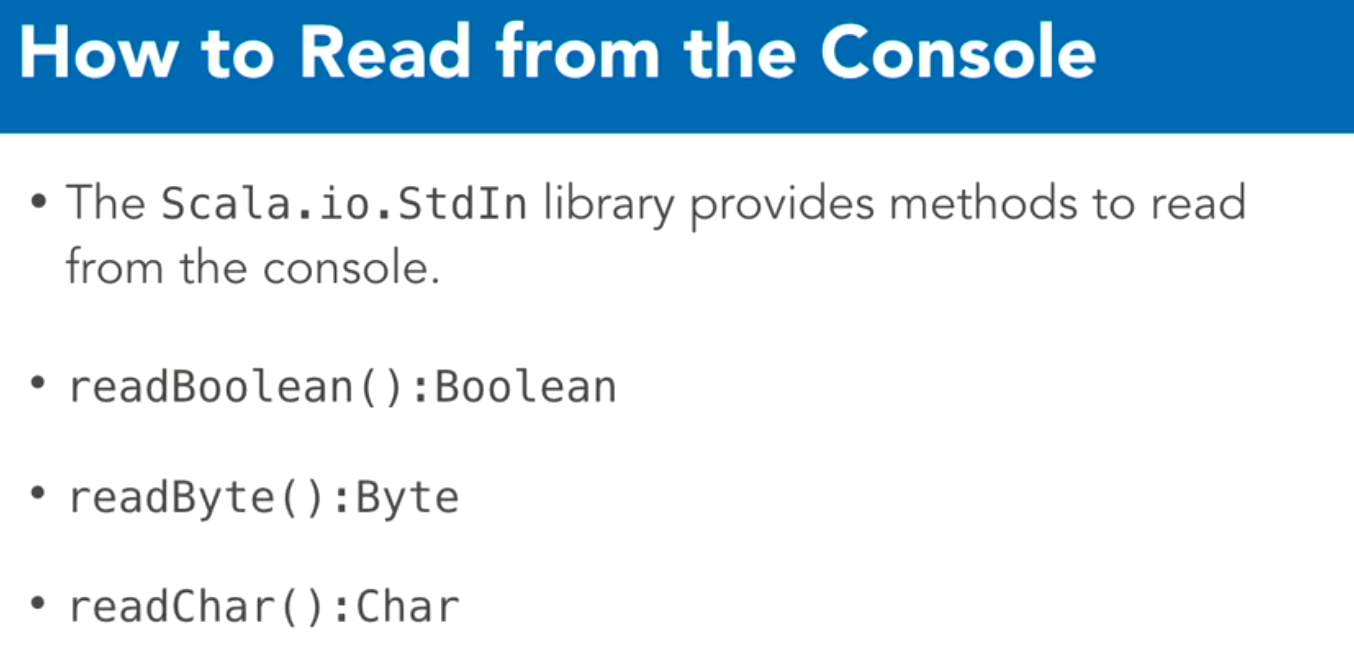 How to Read from the Console
• The Scala.io.StdIn library provides methods to read
from the console.
• readBoolean():Boolean
• readByte():Byte
• readChar():Char